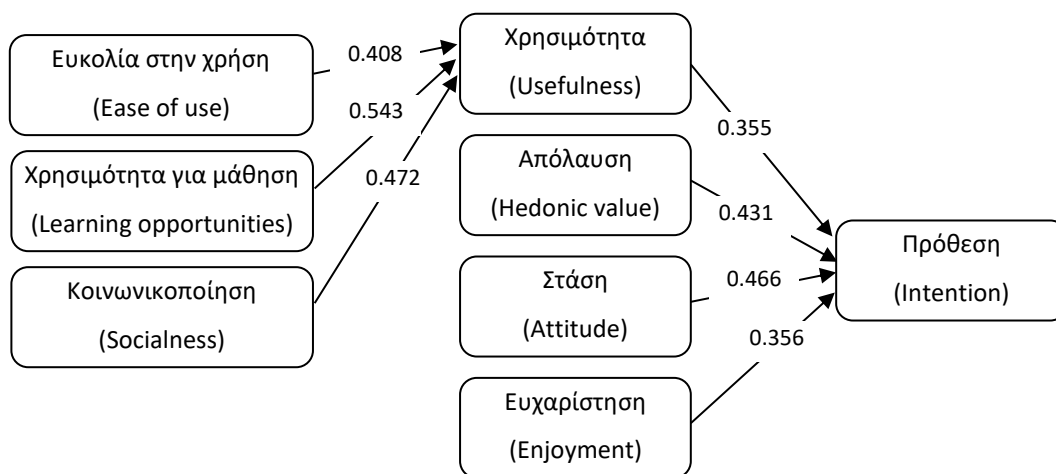 Ευκολία στην χρήση
(Ease of use)
Χρησιμότητα για μάθηση
(Learning opportunities)
Κοινωνικοποίηση
(Socialness)
0.408
0.543
0.472
Χρησιμότητα
(Usefulness)
Απόλαυση
(Hedonic value)
Στάση
(Attitude)
Ευχαρίστηση
(Enjoyment)
0.355
0.431
0.466
0.356
Πρόθεση
(Intention)